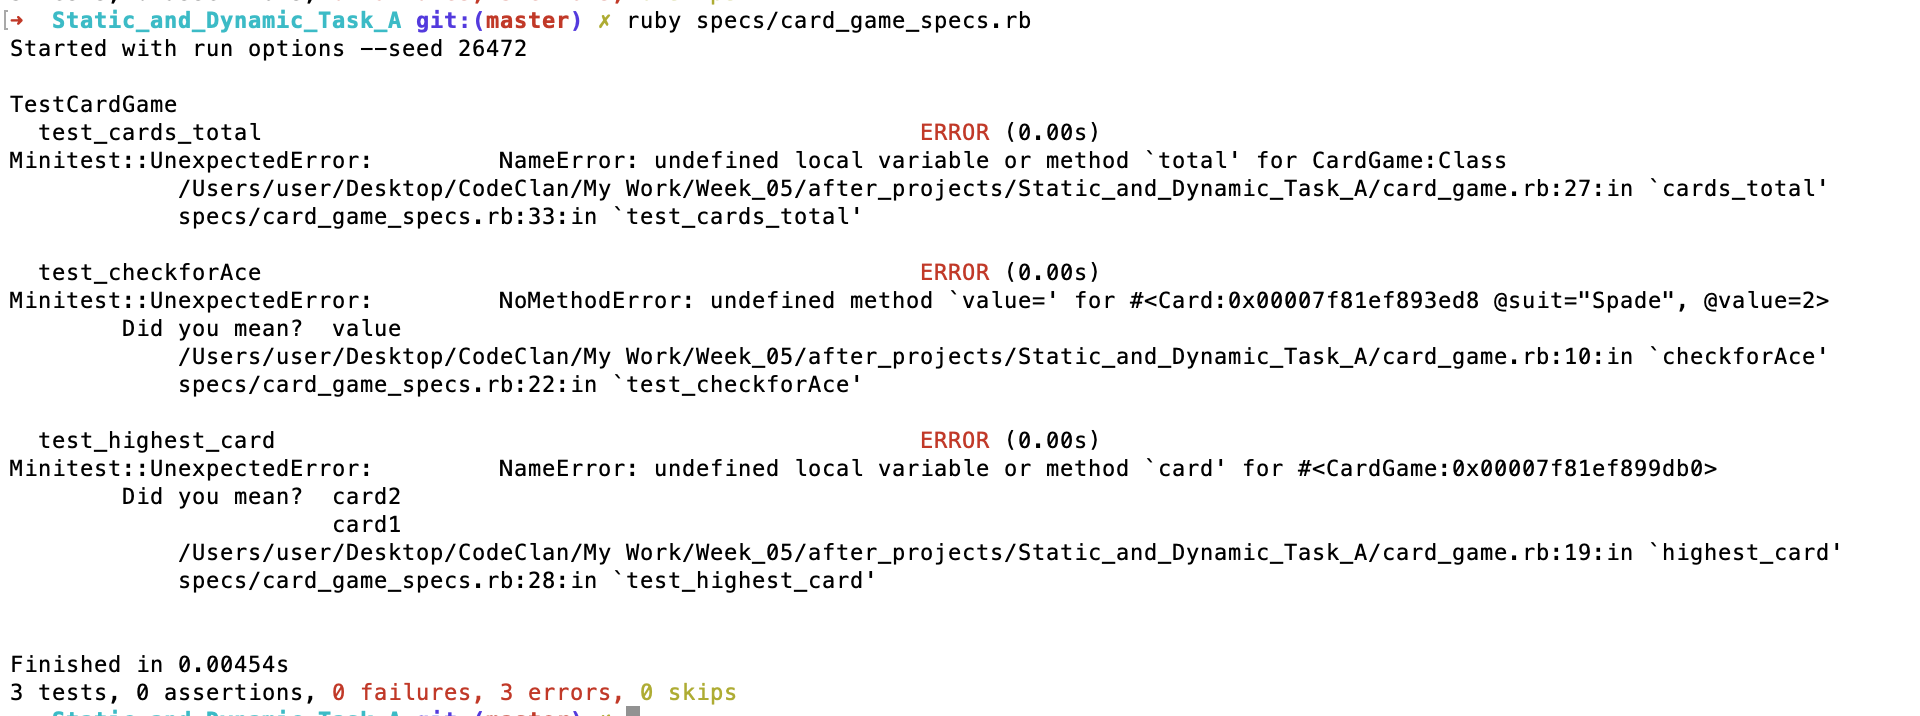 ➜  Static_and_Dynamic_Task_A git:(master) ✗ ruby specs/card_game_specs.rb
Started with run options --seed 26472
TestCardGame
test_cards_total ERROR (0.00s)
Minitest::UnexpectedError: NameError: undefined local variable or method `total' for CardGame:Class
/Users/user/Desktop/CodeClan/My Work/Week_05/after_projects/Static_and_Dynamic_Task_A/card_game.rb:27:in `cards_total'
specs/card_game_specs.rb:33:in `test_cards_total'
test_checkforAce ERROR (0.00s)
Minitest::UnexpectedError: NoMethodError: undefined method `value=' for #<Card:0x00007f81ef893ed8 @suit="Spade", @value=2>
Did you mean?  value
/Users/user/Desktop/CodeClan/My Work/Week_05/after_projects/Static_and_Dynamic_Task_A/card_game.rb:10:in `checkforAce'
specs/card_game_specs.rb:22:in `test_checkforAce'
test_highest_card ERROR (0.00s)
Minitest::UnexpectedError: NameError: undefined local variable or method `card' for #<CardGame:0x00007f81ef899db0>
Did you mean?  card2
card1
/Users/user/Desktop/CodeClan/My Work/Week_05/after_projects/Static_and_Dynamic_Task_A/card_game.rb:19:in `highest_card'
specs/card_game_specs.rb:28:in `test_highest_card'
Finished in 0.00454s
3 tests, 0 assertions, 0 failures, 3 errors, 0 skips
Static_and_Dynamic_Task_A git:(master)